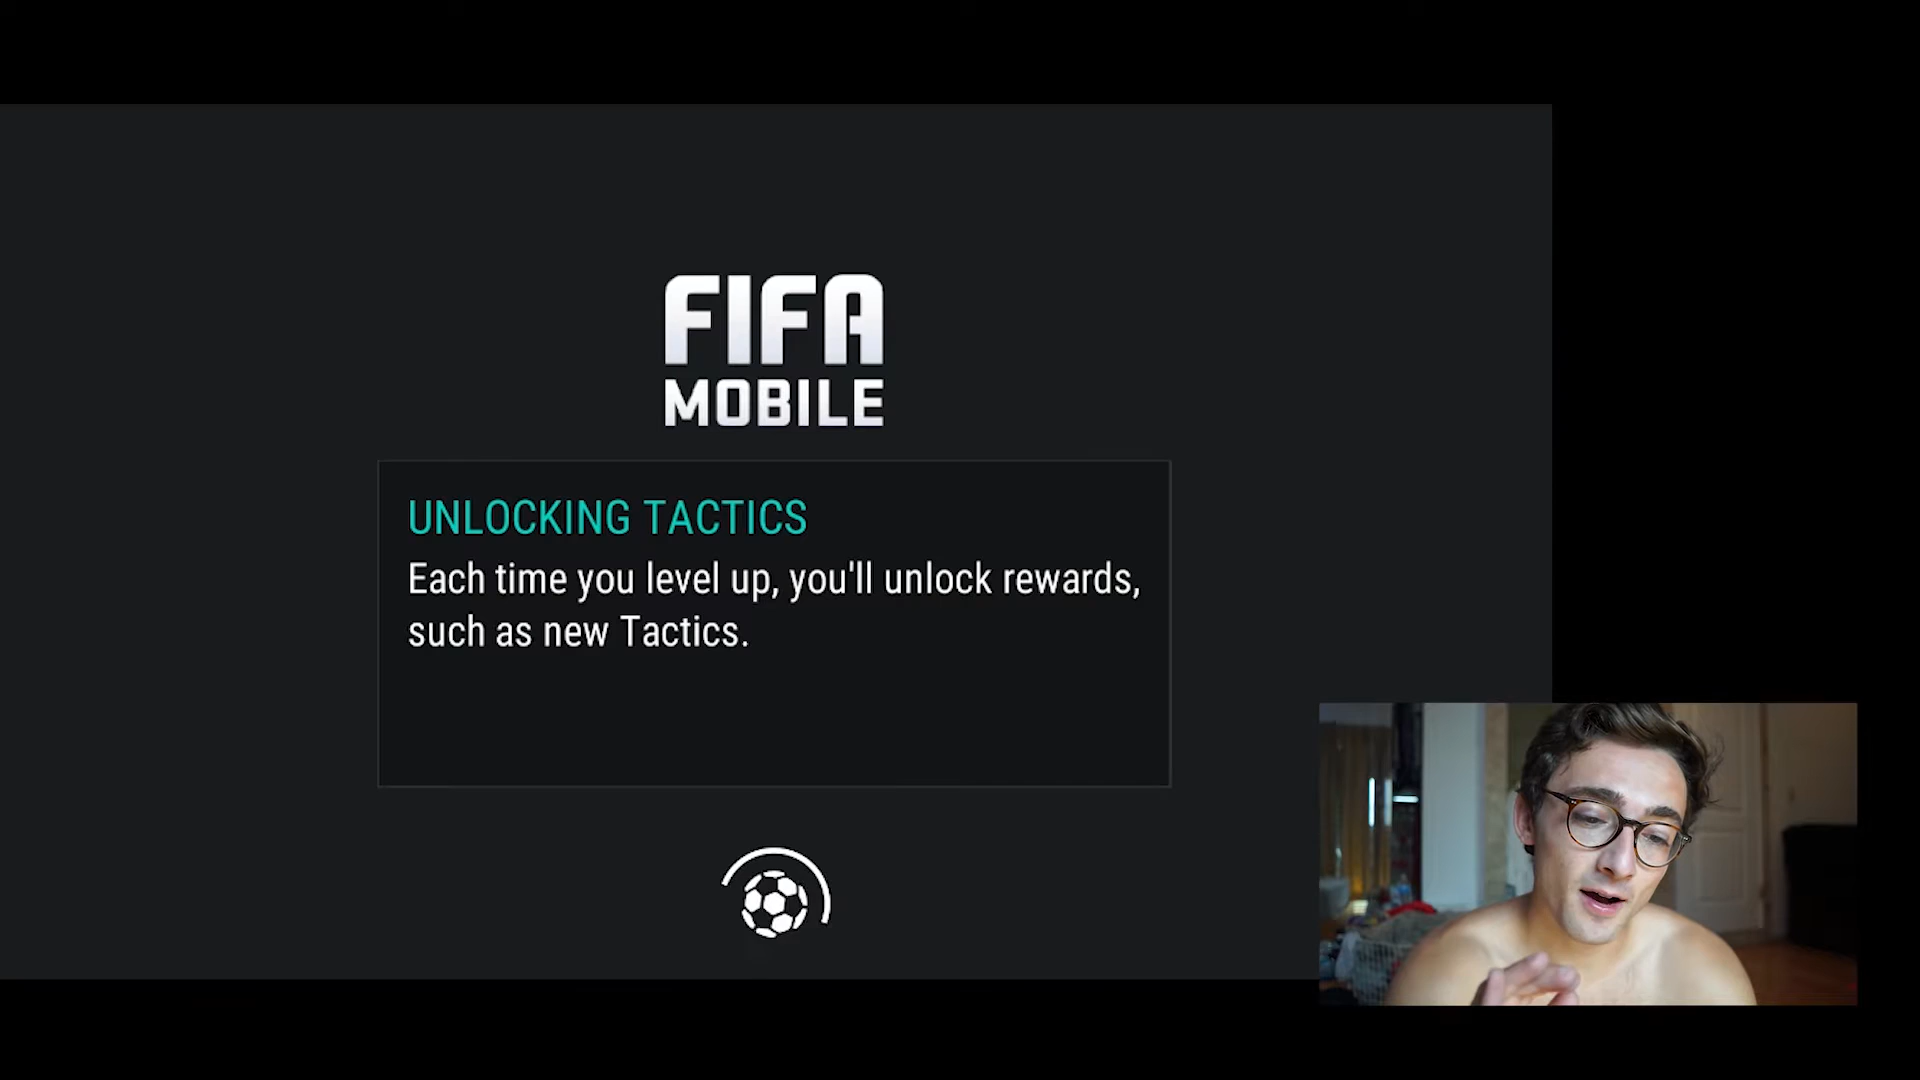 FIFA
MOBILE
UNLOCKING TACTICS
Each time you level up, you'll unlock rewards,
such as new Tactics.